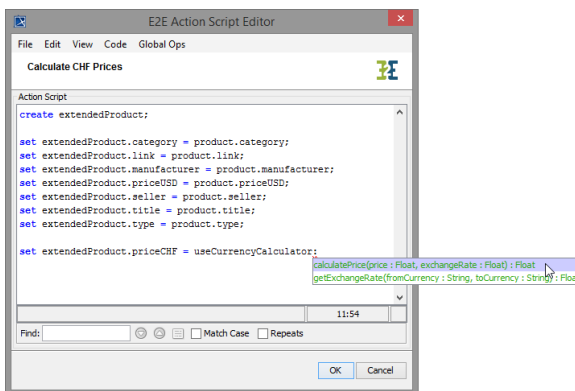 E2E Action Script Editor
File Edit View Code Global Ops
Calculate CHF Prices
E2E
Action Script
create extendedProduct;
set extendedProduct.category = product.category;
set extendedProduct.link = product.link;
set extendedProduct.manufacturer = product.manufacturer;
set extendedProduct.priceUSD = product.priceUSD;
set extendedProduct.seller = product.seller;
set extendedProduct.title = product.title;
set extendedProduct.type = product.type;
set extendedProduct.priceCHF = useCurrencyCalculator:
calculatePrice(price : Float, exchangeRate : Float) : Float
getExchangeRate(fromCurrency : String, toCurrency : String) : Floa
11:54
Find: Match Case Repeats
OK Cancel